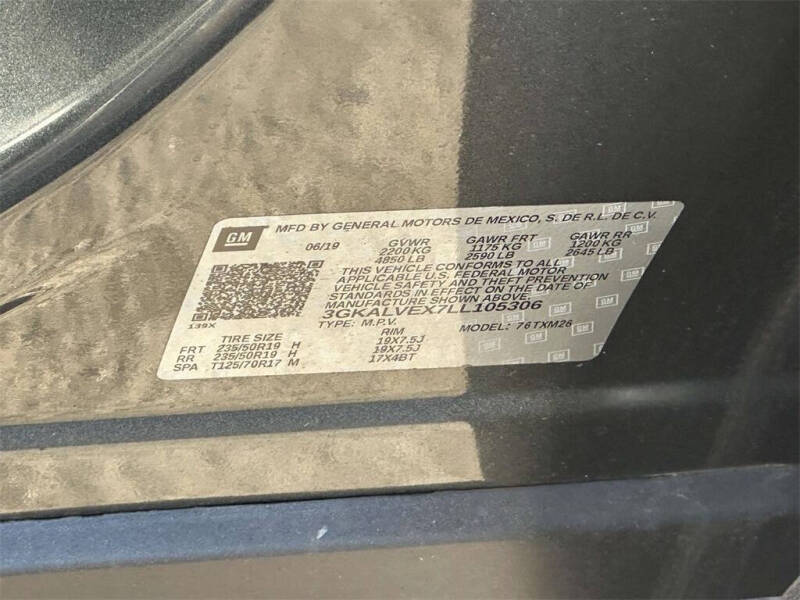 GM MFD BY GENERAL MOTORS DE MEXICO, S. DE R.L. DE C.V.
06/19 GVWR GAWR FRT GAWR RR
2200 KG 1175 KG 1200 KG
4850 LB 2590 LB 2645 LB
THIS VEHICLE CONFORMS TO ALL
APPLICABLE U.S. FEDERAL MOTOR
VEHICLE SAFETY AND THEFT PREVENTION
STANDARDS IN EFFECT ON THE DATE OF
MANUFACTURE SHOWN ABOVE.
3GKALVEX7LL105306
139X TYPE: M.P.V. MODEL: 76TXM26
TIRE SIZE RIM
FRT 235/50R19 H 19X7.5J
RR 235/50R19 H 19X7.5J
SPA T125/70R17 M 17X4BT